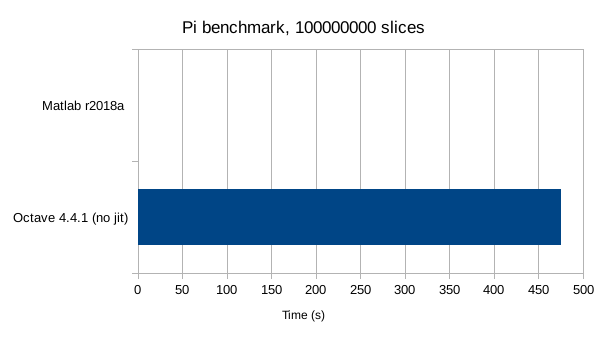 Pi benchmark, 100000000 slices
Matlab r2018a
Octave 4.4.1 (no jit)
0 50 100 150 200 250 300 350 400 450 500
Time (s)